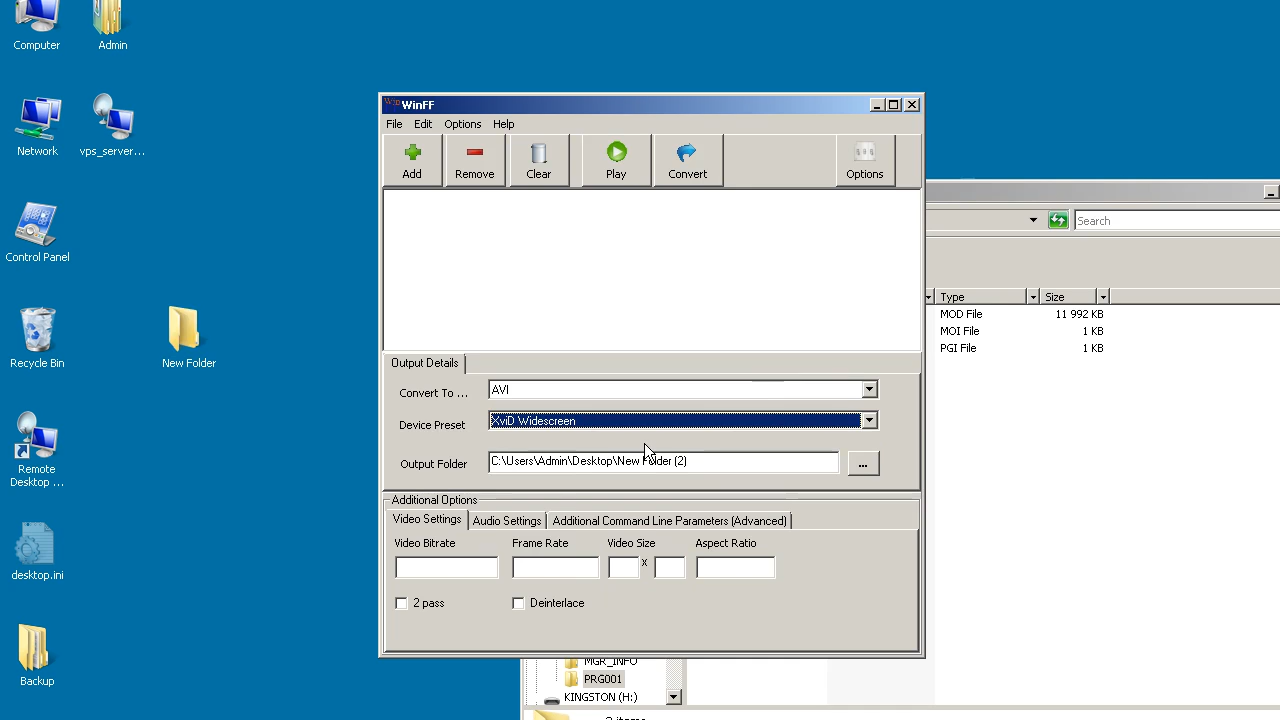 Computer
Admin
Network
vps_server...
Control Panel
Recycle Bin
New Folder
Remote
Desktop ...
desktop.ini
Backup
WinFF
File Edit Options Help
Add Remove Clear Play Convert Options
Output Details
Convert To ... AVI
Device Preset XviD Widescreen
Output Folder C:\Users\Admin\Desktop\New Folder (2) ...
Additional Options
Video Settings Audio Settings Additional Command Line Parameters (Advanced)
Video Bitrate Frame Rate Video Size Aspect Ratio
x
2 pass Deinterlace
Search
Type Size
MOD File 11 992 KB
MOI File 1 KB
PGI File 1 KB
MGR_INFO
PRG001
KINGSTON (H:)